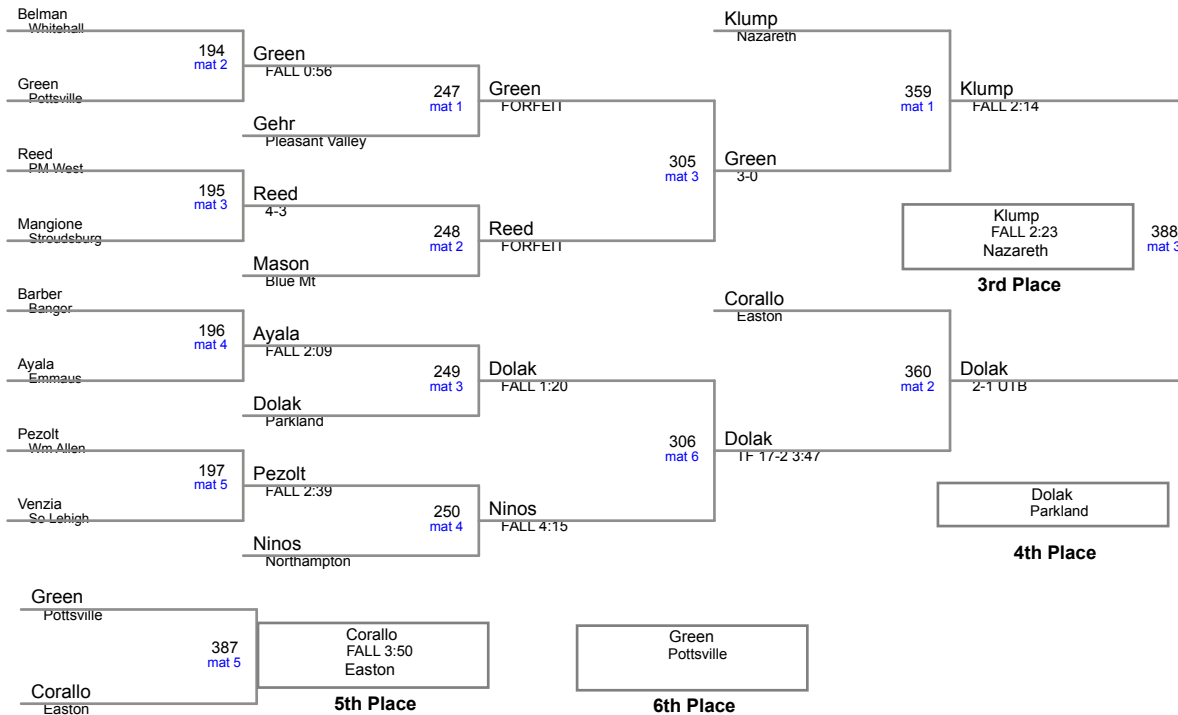 Belman
Whitehall
194
mat 2
Green
Pottsville
Green
FALL 0:56
247
mat 1
Gehr
Pleasant Valley
Green
FORFEIT
Reed
PM West
195
mat 3
Mangione
Stroudsburg
Reed
4-3
248
mat 2
Mason
Blue Mt
Reed
FORFEIT
305
mat 3
Green
3-0
Klump
Nazareth
359
mat 1
Klump
FALL 2:14
Klump
FALL 2:23
Nazareth
388
mat 3
3rd Place
Barber
Bangor
196
mat 4
Ayala
Emmaus
Ayala
FALL 2:09
249
mat 3
Dolak
Parkland
Dolak
FALL 1:20
Pezolt
Wm Allen
197
mat 5
Venzia
So Lehigh
Pezolt
FALL 2:39
250
mat 4
Ninos
Northampton
Ninos
FALL 4:15
306
mat 6
Dolak
TF 17-2 3:47
Corallo
Easton
360
mat 2
Dolak
2-1 UTB
Dolak
Parkland
4th Place
Green
Pottsville
387
mat 5
Corallo
Easton
Corallo
FALL 3:50
Easton
5th Place
Green
Pottsville
6th Place